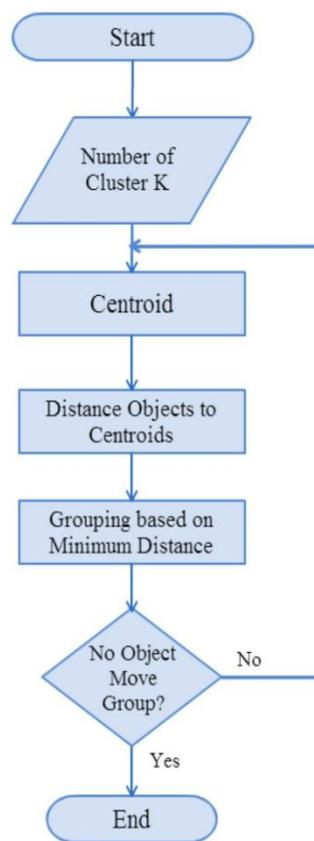 Start
Number of
Cluster K
Centroid
Distance Objects to
Centroids
Grouping based on
Minimum Distance
No Object
Move
Group?
No
Yes
End